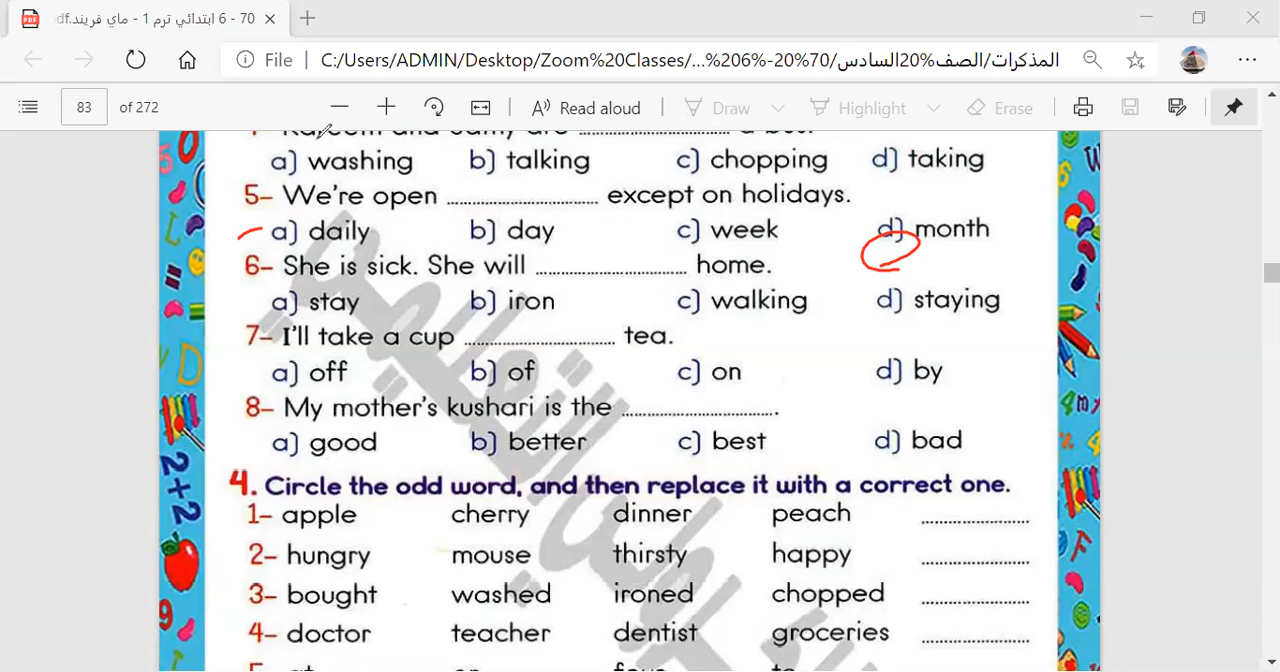 70 - 6 ابتدائي ترم 1 - ماي فريند.pdf
File C:/Users/ADMIN/Desktop/Zoom%20Classes/...المذكرات/الصف%20السادس/70%20-%206%
83 of 272 Read aloud Draw Highlight Erase
a) washing b) talking c) chopping d) taking
5- We're open .............................. except on holidays.
a) daily b) day c) week d) month
6- She is sick. She will .............................. home.
a) stay b) iron c) walking d) staying
7- I'll take a cup .............................. tea.
a) off b) of c) on d) by
8- My mother's kushari is the ...............................
a) good b) better c) best d) bad
4. Circle the odd word, and then replace it with a correct one.
1- apple cherry dinner peach ......................
2- hungry mouse thirsty happy ......................
3- bought washed ironed chopped ......................
4- doctor teacher dentist groceries ......................